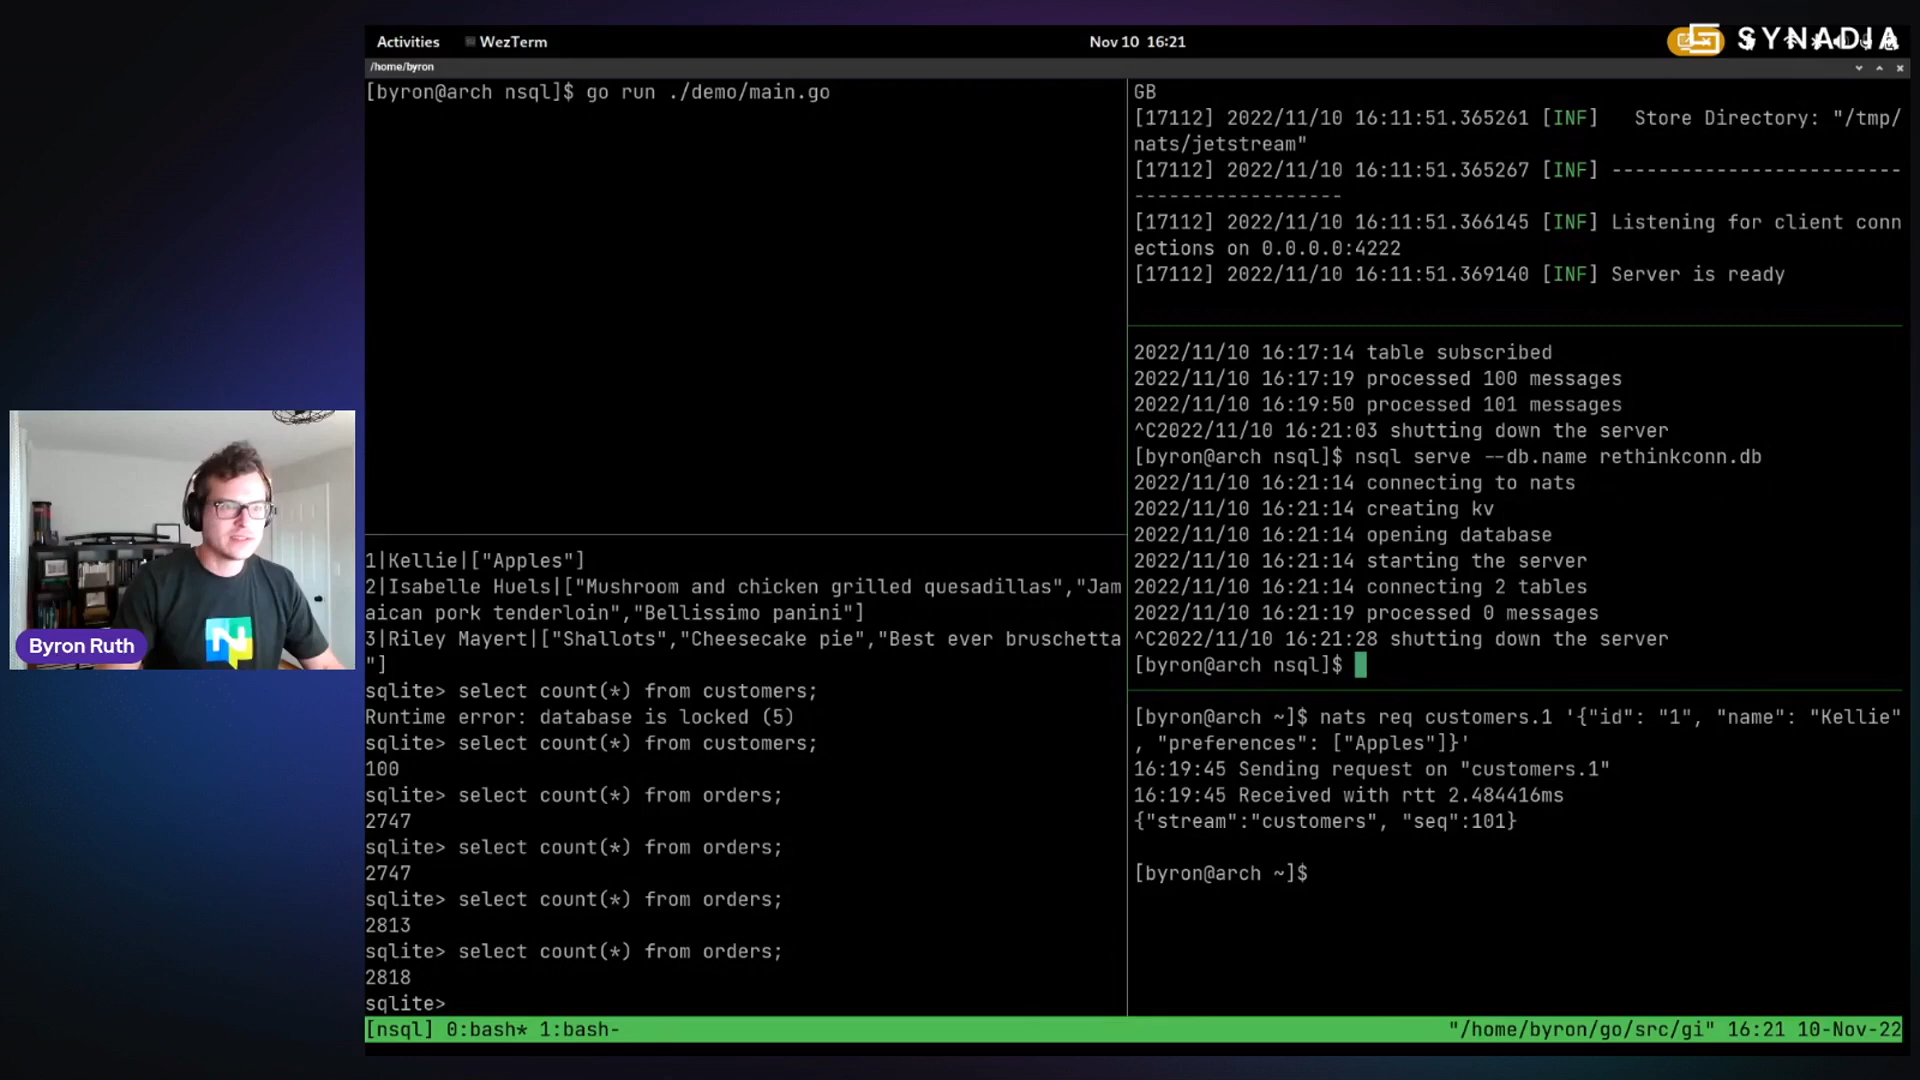 Activities WezTerm Nov 10 16:21
SYNADIA
/home/byron
[byron@arch nsql]$ go run ./demo/main.go
1|Kellie|["Apples"]
2|Isabelle Huels|["Mushroom and chicken grilled quesadillas","Jam
aican pork tenderloin","Bellissimo panini"]
3|Riley Mayert|["Shallots","Cheesecake pie","Best ever bruschetta
"]
sqlite> select count(*) from customers;
Runtime error: database is locked (5)
sqlite> select count(*) from customers;
100
sqlite> select count(*) from orders;
2747
sqlite> select count(*) from orders;
2747
sqlite> select count(*) from orders;
2813
sqlite> select count(*) from orders;
2818
sqlite>
GB
[17112] 2022/11/10 16:11:51.365261 [INF]   Store Directory: "/tmp/
nats/jetstream"
[17112] 2022/11/10 16:11:51.365267 [INF] -------------------------
------------------
[17112] 2022/11/10 16:11:51.366145 [INF] Listening for client conn
ections on 0.0.0.0:4222
[17112] 2022/11/10 16:11:51.369140 [INF] Server is ready
2022/11/10 16:17:14 table subscribed
2022/11/10 16:17:19 processed 100 messages
2022/11/10 16:19:50 processed 101 messages
^C2022/11/10 16:21:03 shutting down the server
[byron@arch nsql]$ nsql serve --db.name rethinkconn.db
2022/11/10 16:21:14 connecting to nats
2022/11/10 16:21:14 creating kv
2022/11/10 16:21:14 opening database
2022/11/10 16:21:14 starting the server
2022/11/10 16:21:14 connecting 2 tables
2022/11/10 16:21:19 processed 0 messages
^C2022/11/10 16:21:28 shutting down the server
[byron@arch nsql]$
[byron@arch ~]$ nats req customers.1 '{"id": "1", "name": "Kellie"
, "preferences": ["Apples"]}'
16:19:45 Sending request on "customers.1"
16:19:45 Received with rtt 2.484416ms
{"stream":"customers", "seq":101}
[byron@arch ~]$
[nsql] 0:bash* 1:bash- "/home/byron/go/src/gi" 16:21 10-Nov-22
Byron Ruth